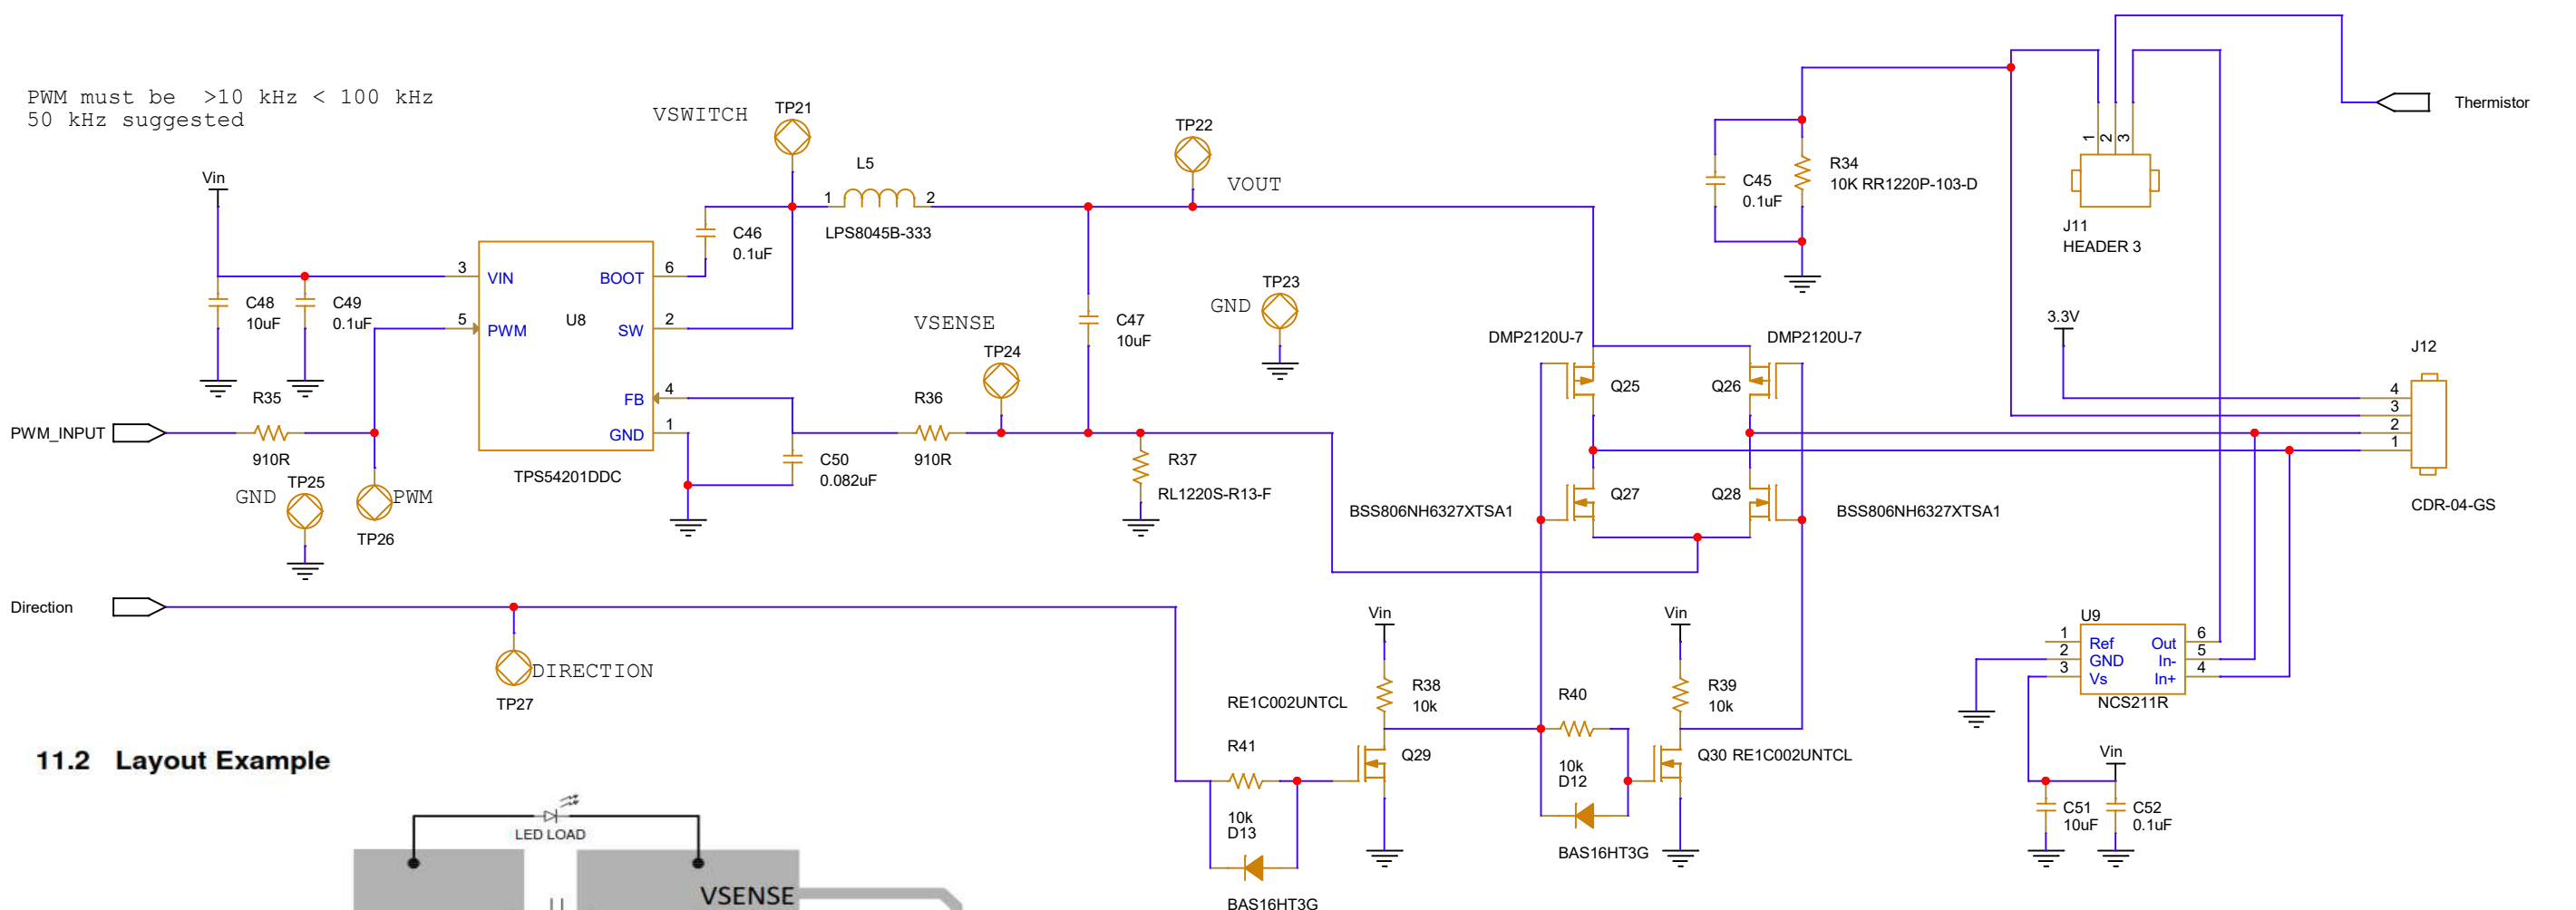 PWM must be  >10 kHz < 100 kHz
50 kHz suggested
Vin
C48
10uF
C49
0.1uF
3
VIN
5
PWM
U8
BOOT
6
SW
2
FB
4
GND
1
TPS54201DDC
PWM_INPUT
R35
910R
GND
TP25
PWM
TP26
VSWITCH
TP21
C46
0.1uF
1
L5
2
LPS8045B-333
TP22
VOUT
C47
10uF
VSENSE
TP24
R36
910R
C50
0.082uF
R37
RL1220S-R13-F
GND
TP23
C45
0.1uF
R34
10K RR1220P-103-D
1
2
3
J11
HEADER 3
Thermistor
DMP2120U-7
DMP2120U-7
Q25
Q26
Q27
Q28
BSS806NH6327XTSA1
BSS806NH6327XTSA1
3.3V
J12
4
3
2
1
CDR-04-GS
Direction
DIRECTION
TP27
Vin
R38
10k
RE1C002UNTCL
Q29
R41
10k
D13
BAS16HT3G
R40
10k
D12
BAS16HT3G
Vin
R39
10k
Q30 RE1C002UNTCL
U9
1
2
3
Ref
GND
Vs
Out
In-
In+
6
5
4
NCS211R
Vin
C51
10uF
C52
0.1uF
11.2 Layout Example
LED LOAD
VSENSE